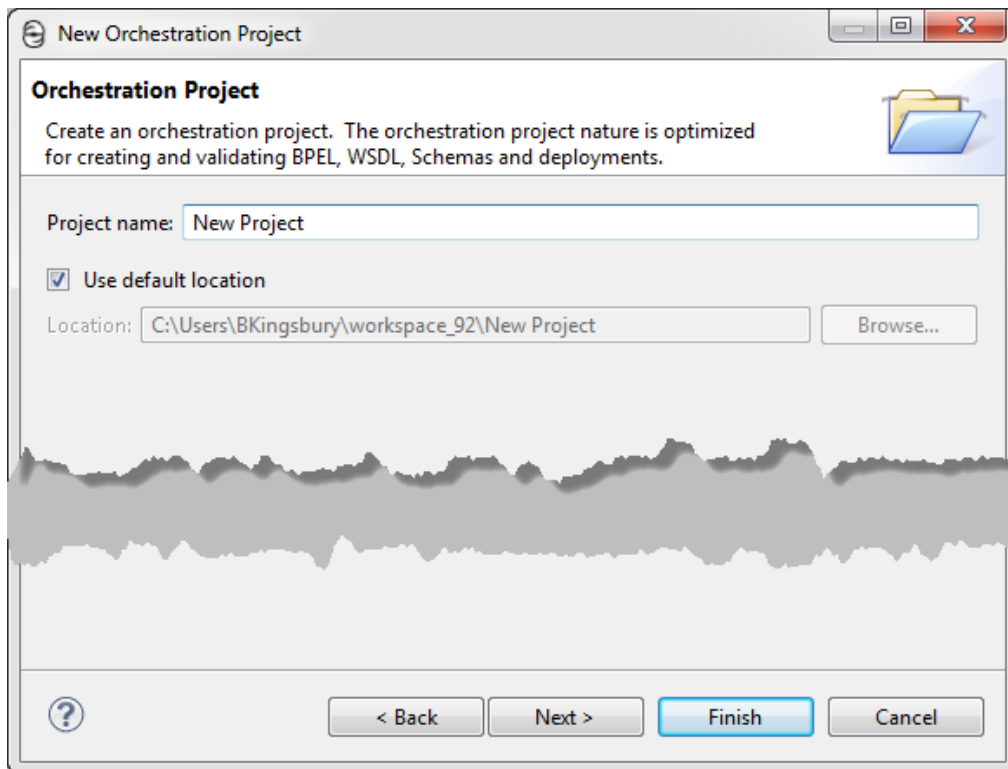 New Orchestration Project
Orchestration Project
Create an orchestration project.  The orchestration project nature is optimized
for creating and validating BPEL, WSDL, Schemas and deployments.
Project name: New Project
Use default location
Location: C:\Users\BKingsbury\workspace_92\New Project Browse...
? < Back Next > Finish Cancel